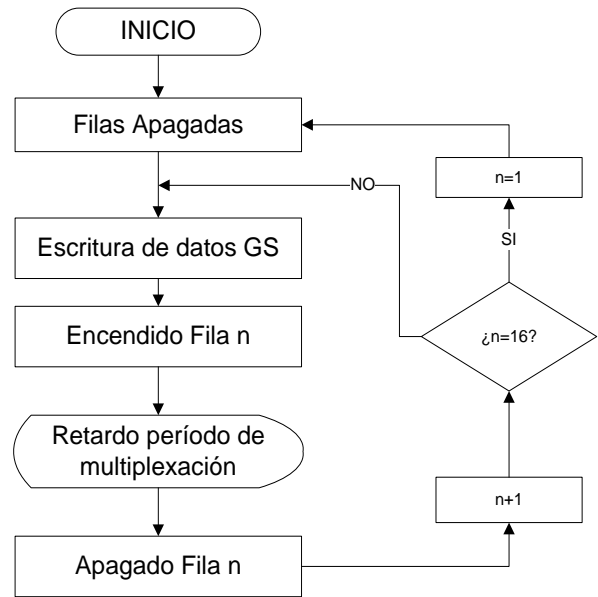 INICIO
Filas Apagadas
n=1
NO
SI
Escritura de datos GS
Encendido Fila n
¿n=16?
Retardo período de
multiplexación
n+1
Apagado Fila n